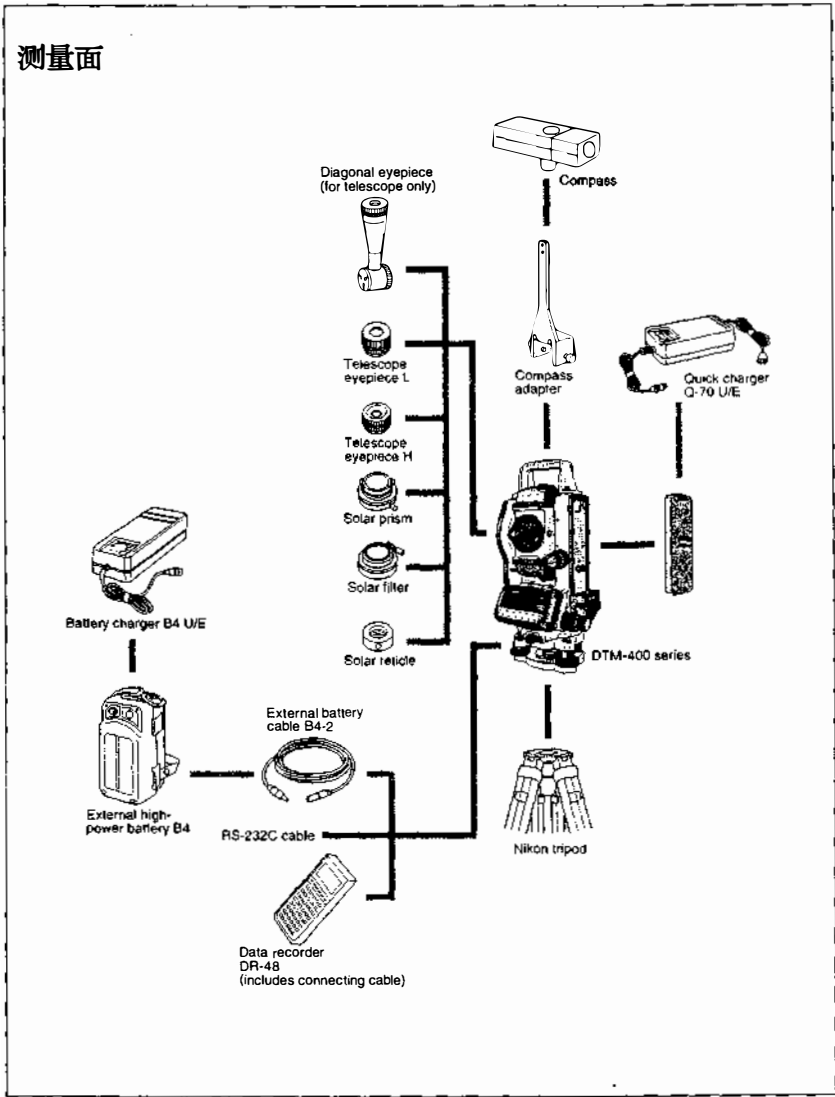 测量面
Compass
Diagonal eyepiece
(for telescope only)
Telescope
eyepiece L
Compass
adapter
Quick charger
Q-70 U/E
Telescope
eyepiece H
Solar prism
Solar filter
Battery charger B4 U/E
Solar reticle
DTM-400 series
External battery
cable B4-2
External high-
power battery B4
RS-232C cable
Nikon tripod
Data recorder
DR-48
(includes connecting cable)